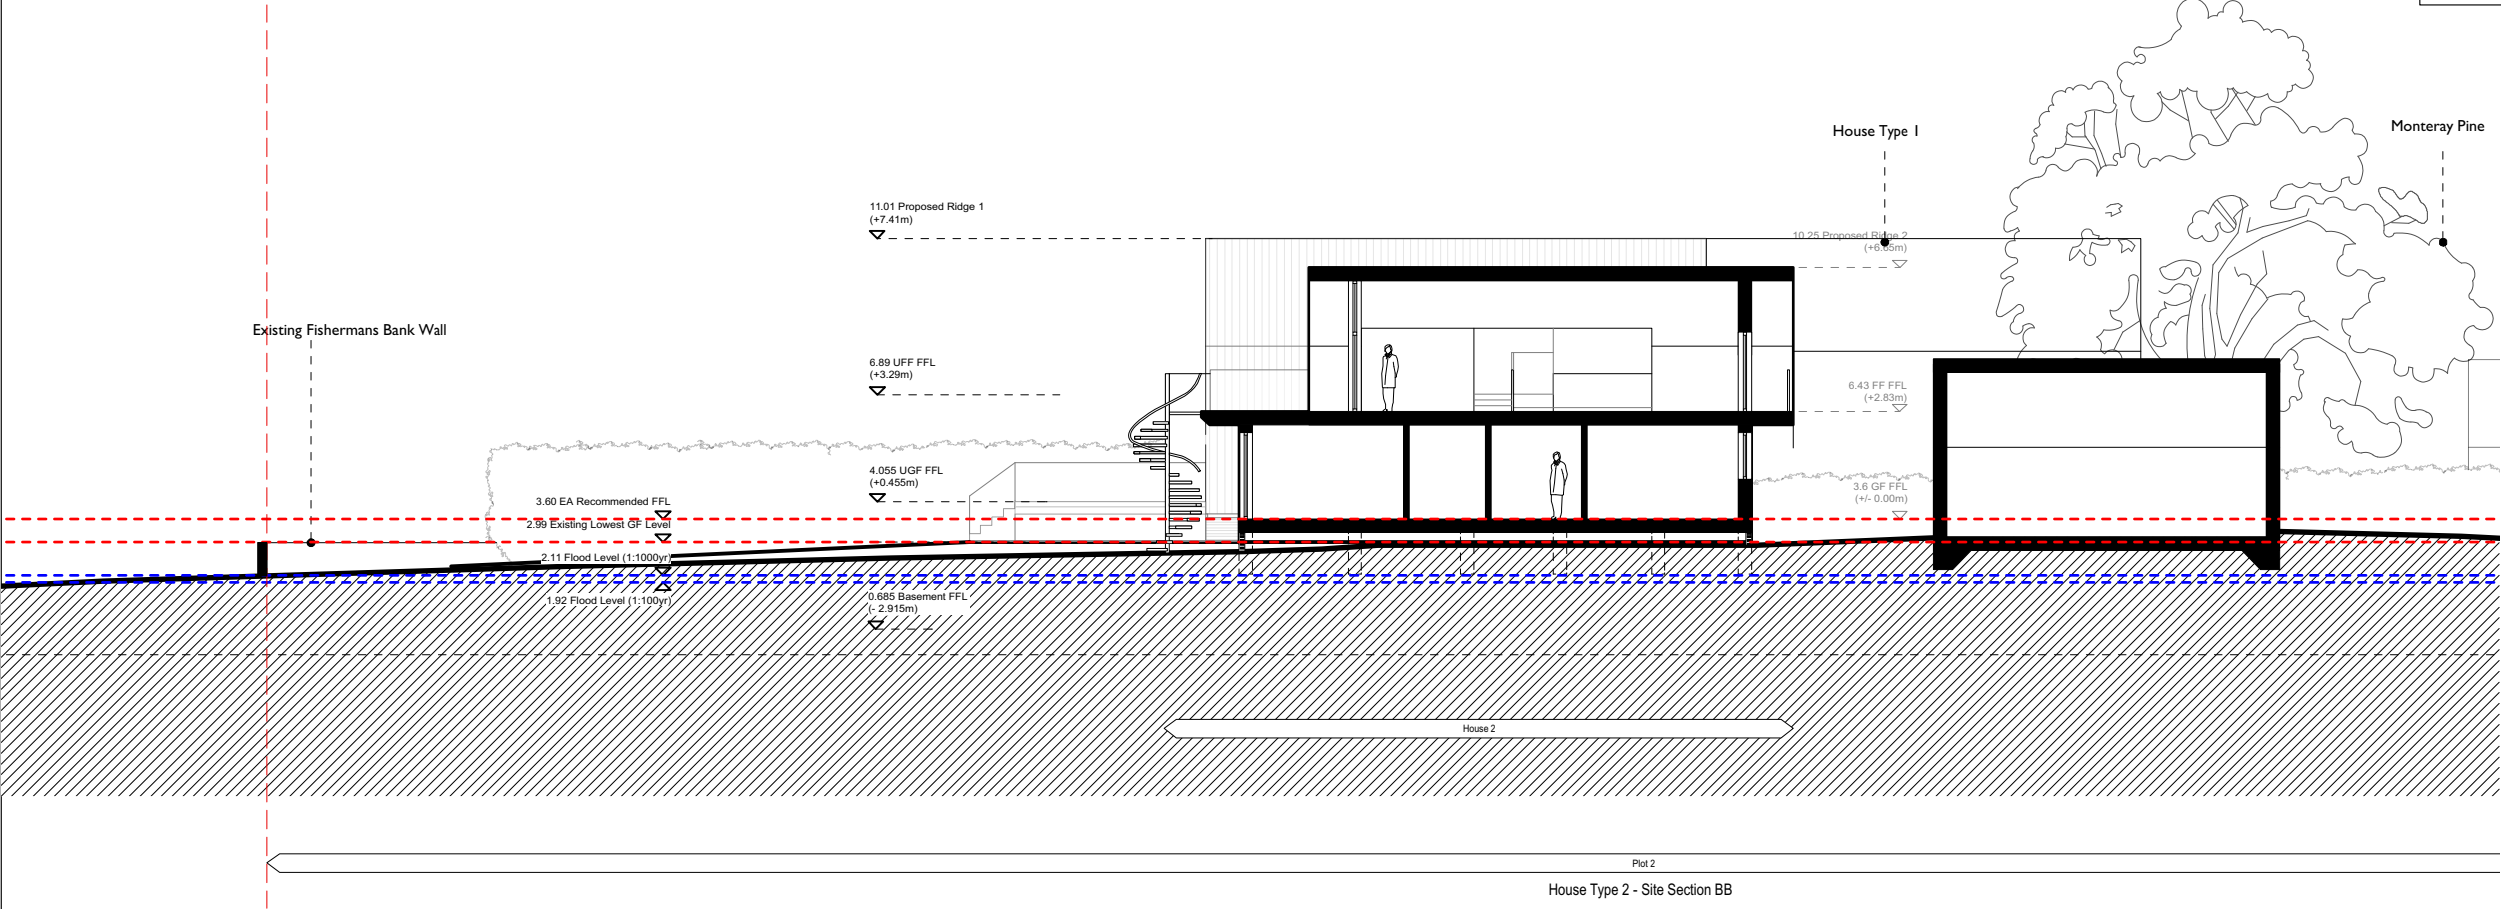 House Type 1
Monteray Pine
11.01 Proposed Ridge 1
(+7.41m)
10.25 Proposed Ridge 2
(+6.65m)
Existing Fishermans Bank Wall
6.89 UFF FFL
(+3.29m)
6.43 FF FFL
(+2.83m)
4.055 UGF FFL
(+0.455m)
3.6 GF FFL
(+/- 0.00m)
3.60 EA Recommended FFL
2.99 Existing Lowest GF Level
2.11 Flood Level (1:1000yr)
1.92 Flood Level (1:100yr)
0.685 Basement FFL
(- 2.915m)
House 2
Plot 2
House Type 2 - Site Section BB